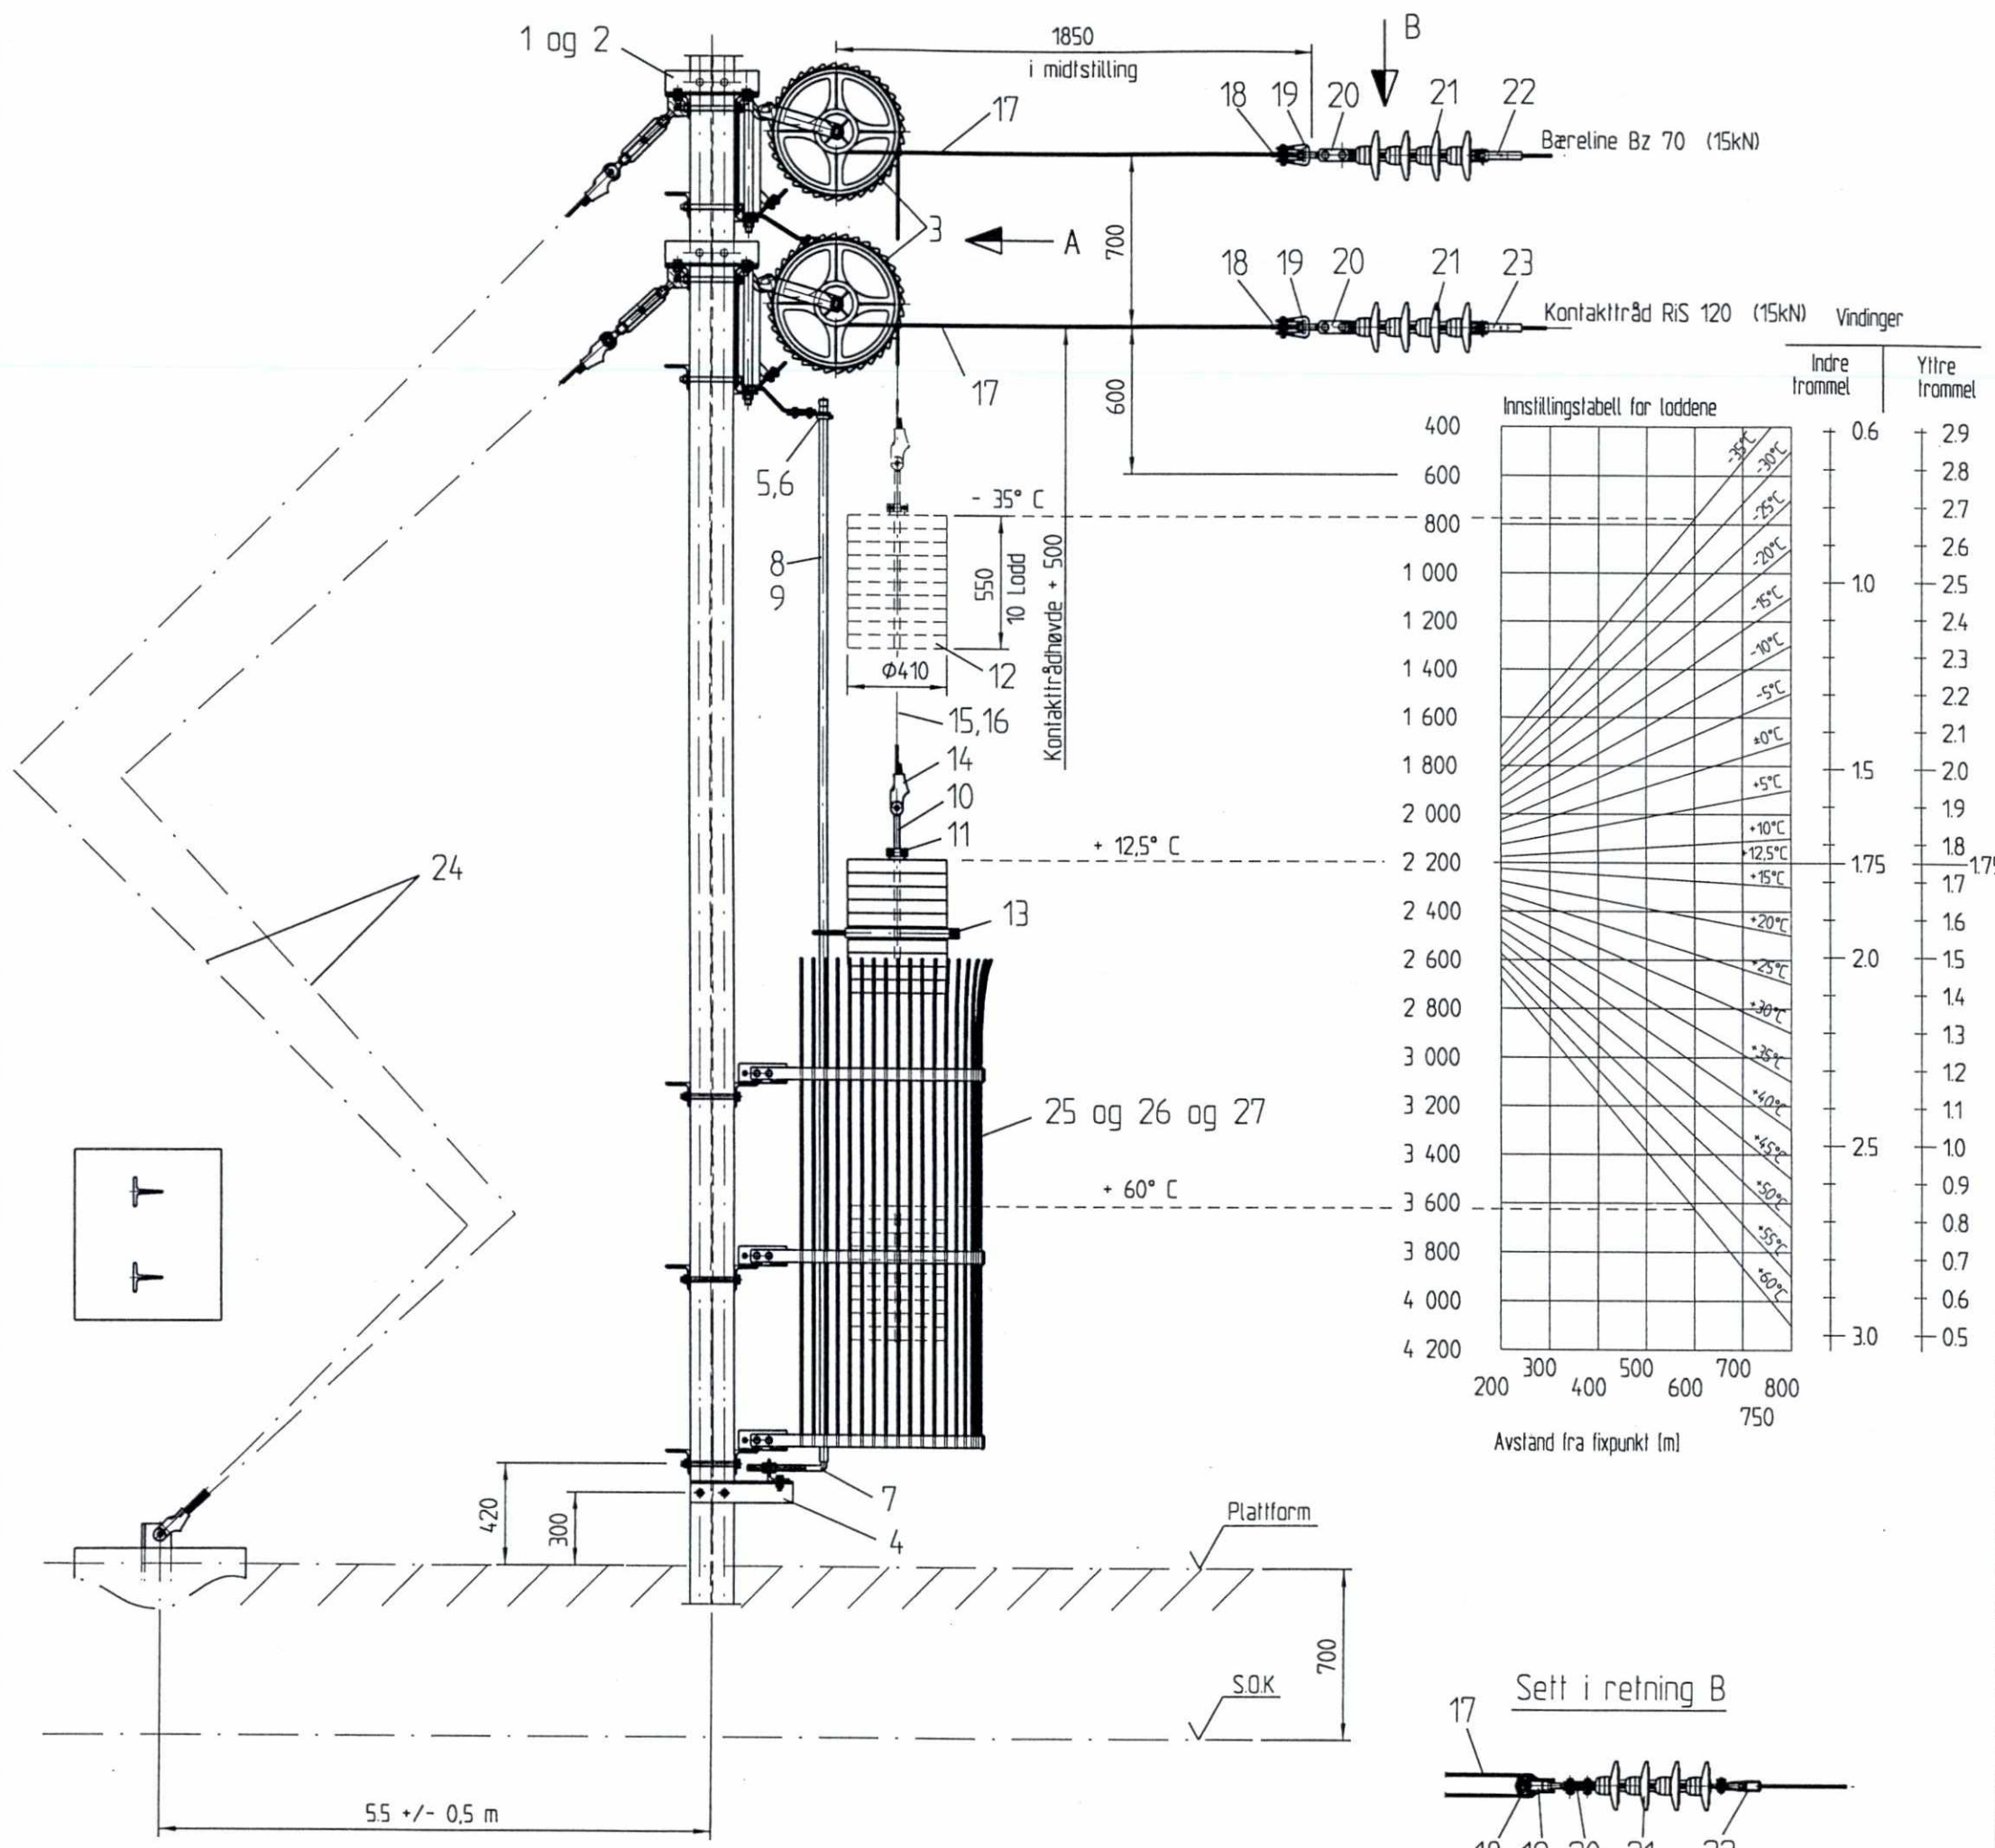 1 og 2
1850
i midtstilling
B
17
18 19 20 21 22
Bæreline Bz 70 (15kN)
3
A
700
18 19 20 21 23
Kontakttråd RiS 120 (15kN)
17
600
5,6
8
9
- 35° C
550
10 Lodd
Φ410
12
Kontakttrådhøvde + 500
15,16
14
10
11
+ 12,5° C
13
24
25 og 26 og 27
+ 60° C
7
4
420
300
Plattform
S.O.K
700
5.5 +/- 0,5 m
Vindinger
Indre trommel
Yttre trommel
Innstillingstabell for loddene
400
600
800
1 000
1 200
1 400
1 600
1 800
2 000
2 200
2 400
2 600
2 800
3 000
3 200
3 400
3 600
3 800
4 000
4 200
-35°C
-30°C
-25°C
-20°C
-15°C
-10°C
-5°C
±0°C
+5°C
+10°C
+12,5°C
+15°C
+20°C
+25°C
+30°C
+35°C
+40°C
+45°C
+50°C
+55°C
+60°C
0.6
1.0
1.5
1.75
2.0
2.5
3.0
2.9
2.8
2.7
2.6
2.5
2.4
2.3
2.2
2.1
2.0
1.9
1.8
1.7
1.6
1.5
1.4
1.3
1.2
1.1
1.0
0.9
0.8
0.7
0.6
0.5
300 500 700
200 400 600 800
750
Avstand fra fixpunkt (m)
Sett i retning B
17